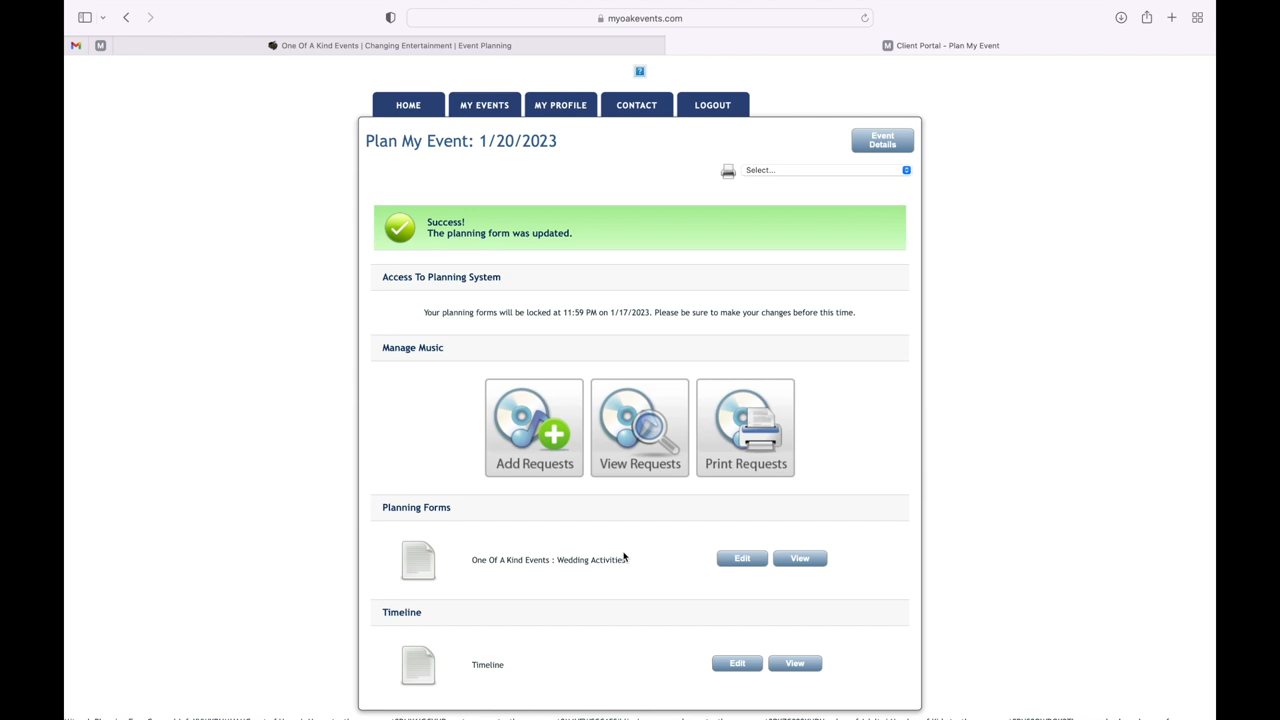 myoakevents.com
M
One Of A Kind Events | Changing Entertainment | Event Planning
M Client Portal - Plan My Event
?
HOME MY EVENTS MY PROFILE CONTACT LOGOUT
Plan My Event: 1/20/2023
Event
Details
Select...
Success!
The planning form was updated.
Access To Planning System
Your planning forms will be locked at 11:59 PM on 1/17/2023. Please be sure to make your changes before this time.
Manage Music
Add Requests View Requests Print Requests
Planning Forms
One Of A Kind Events : Wedding Activities Edit View
Timeline
Timeline Edit View